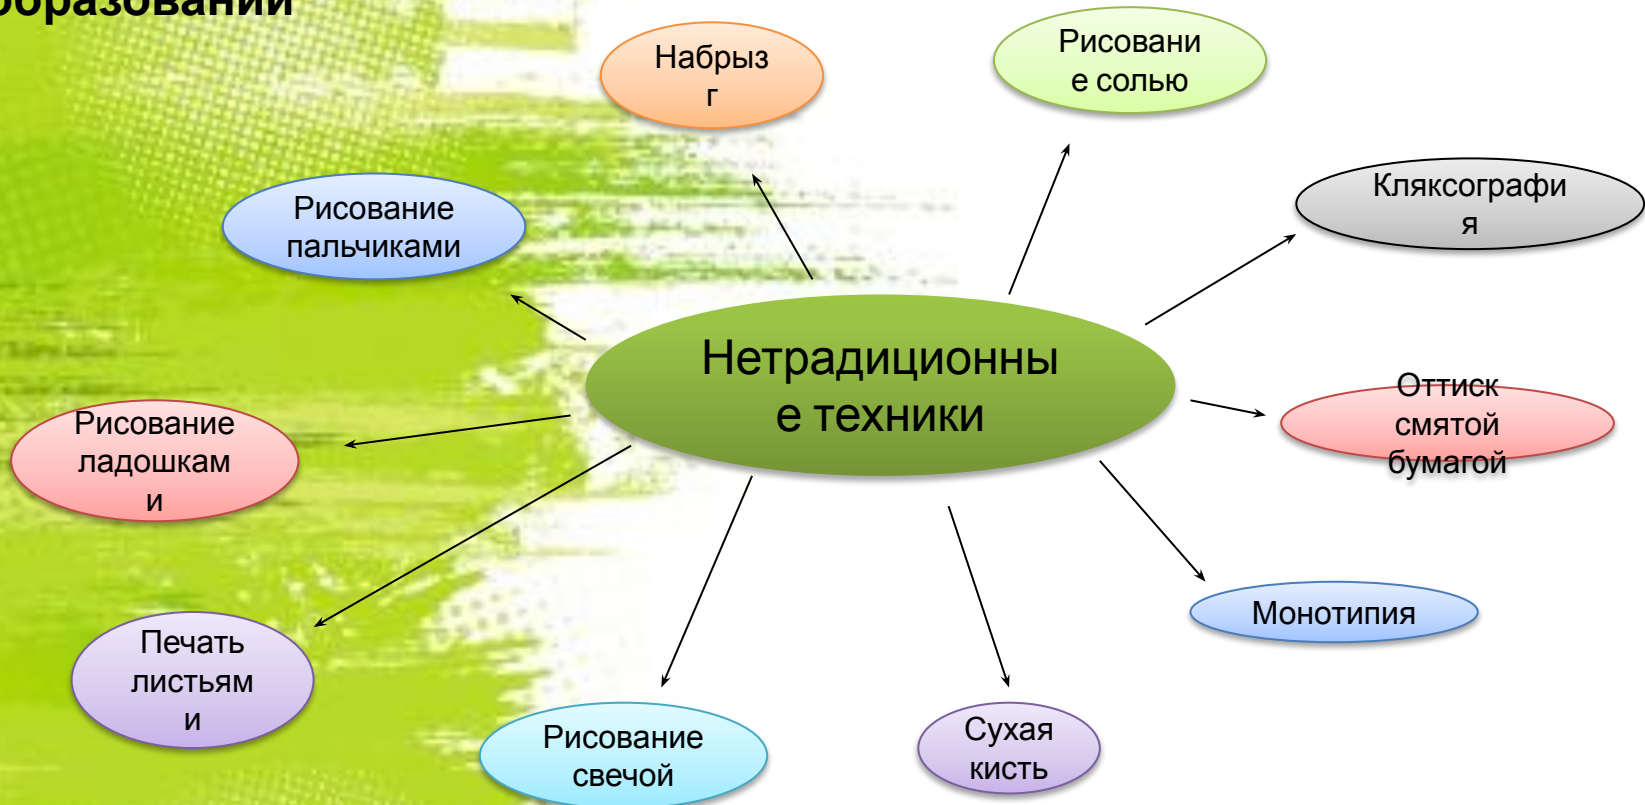 образовании
Набрыз
г
Рисовани
е солью
Кляксографи
я
Рисование
пальчиками
Нетрадиционны
е техники
Оттиск
смятой
бумагой
Рисование
ладошкам
и
Монотипия
Печать
листьям
и
Рисование
свечой
Сухая
кисть